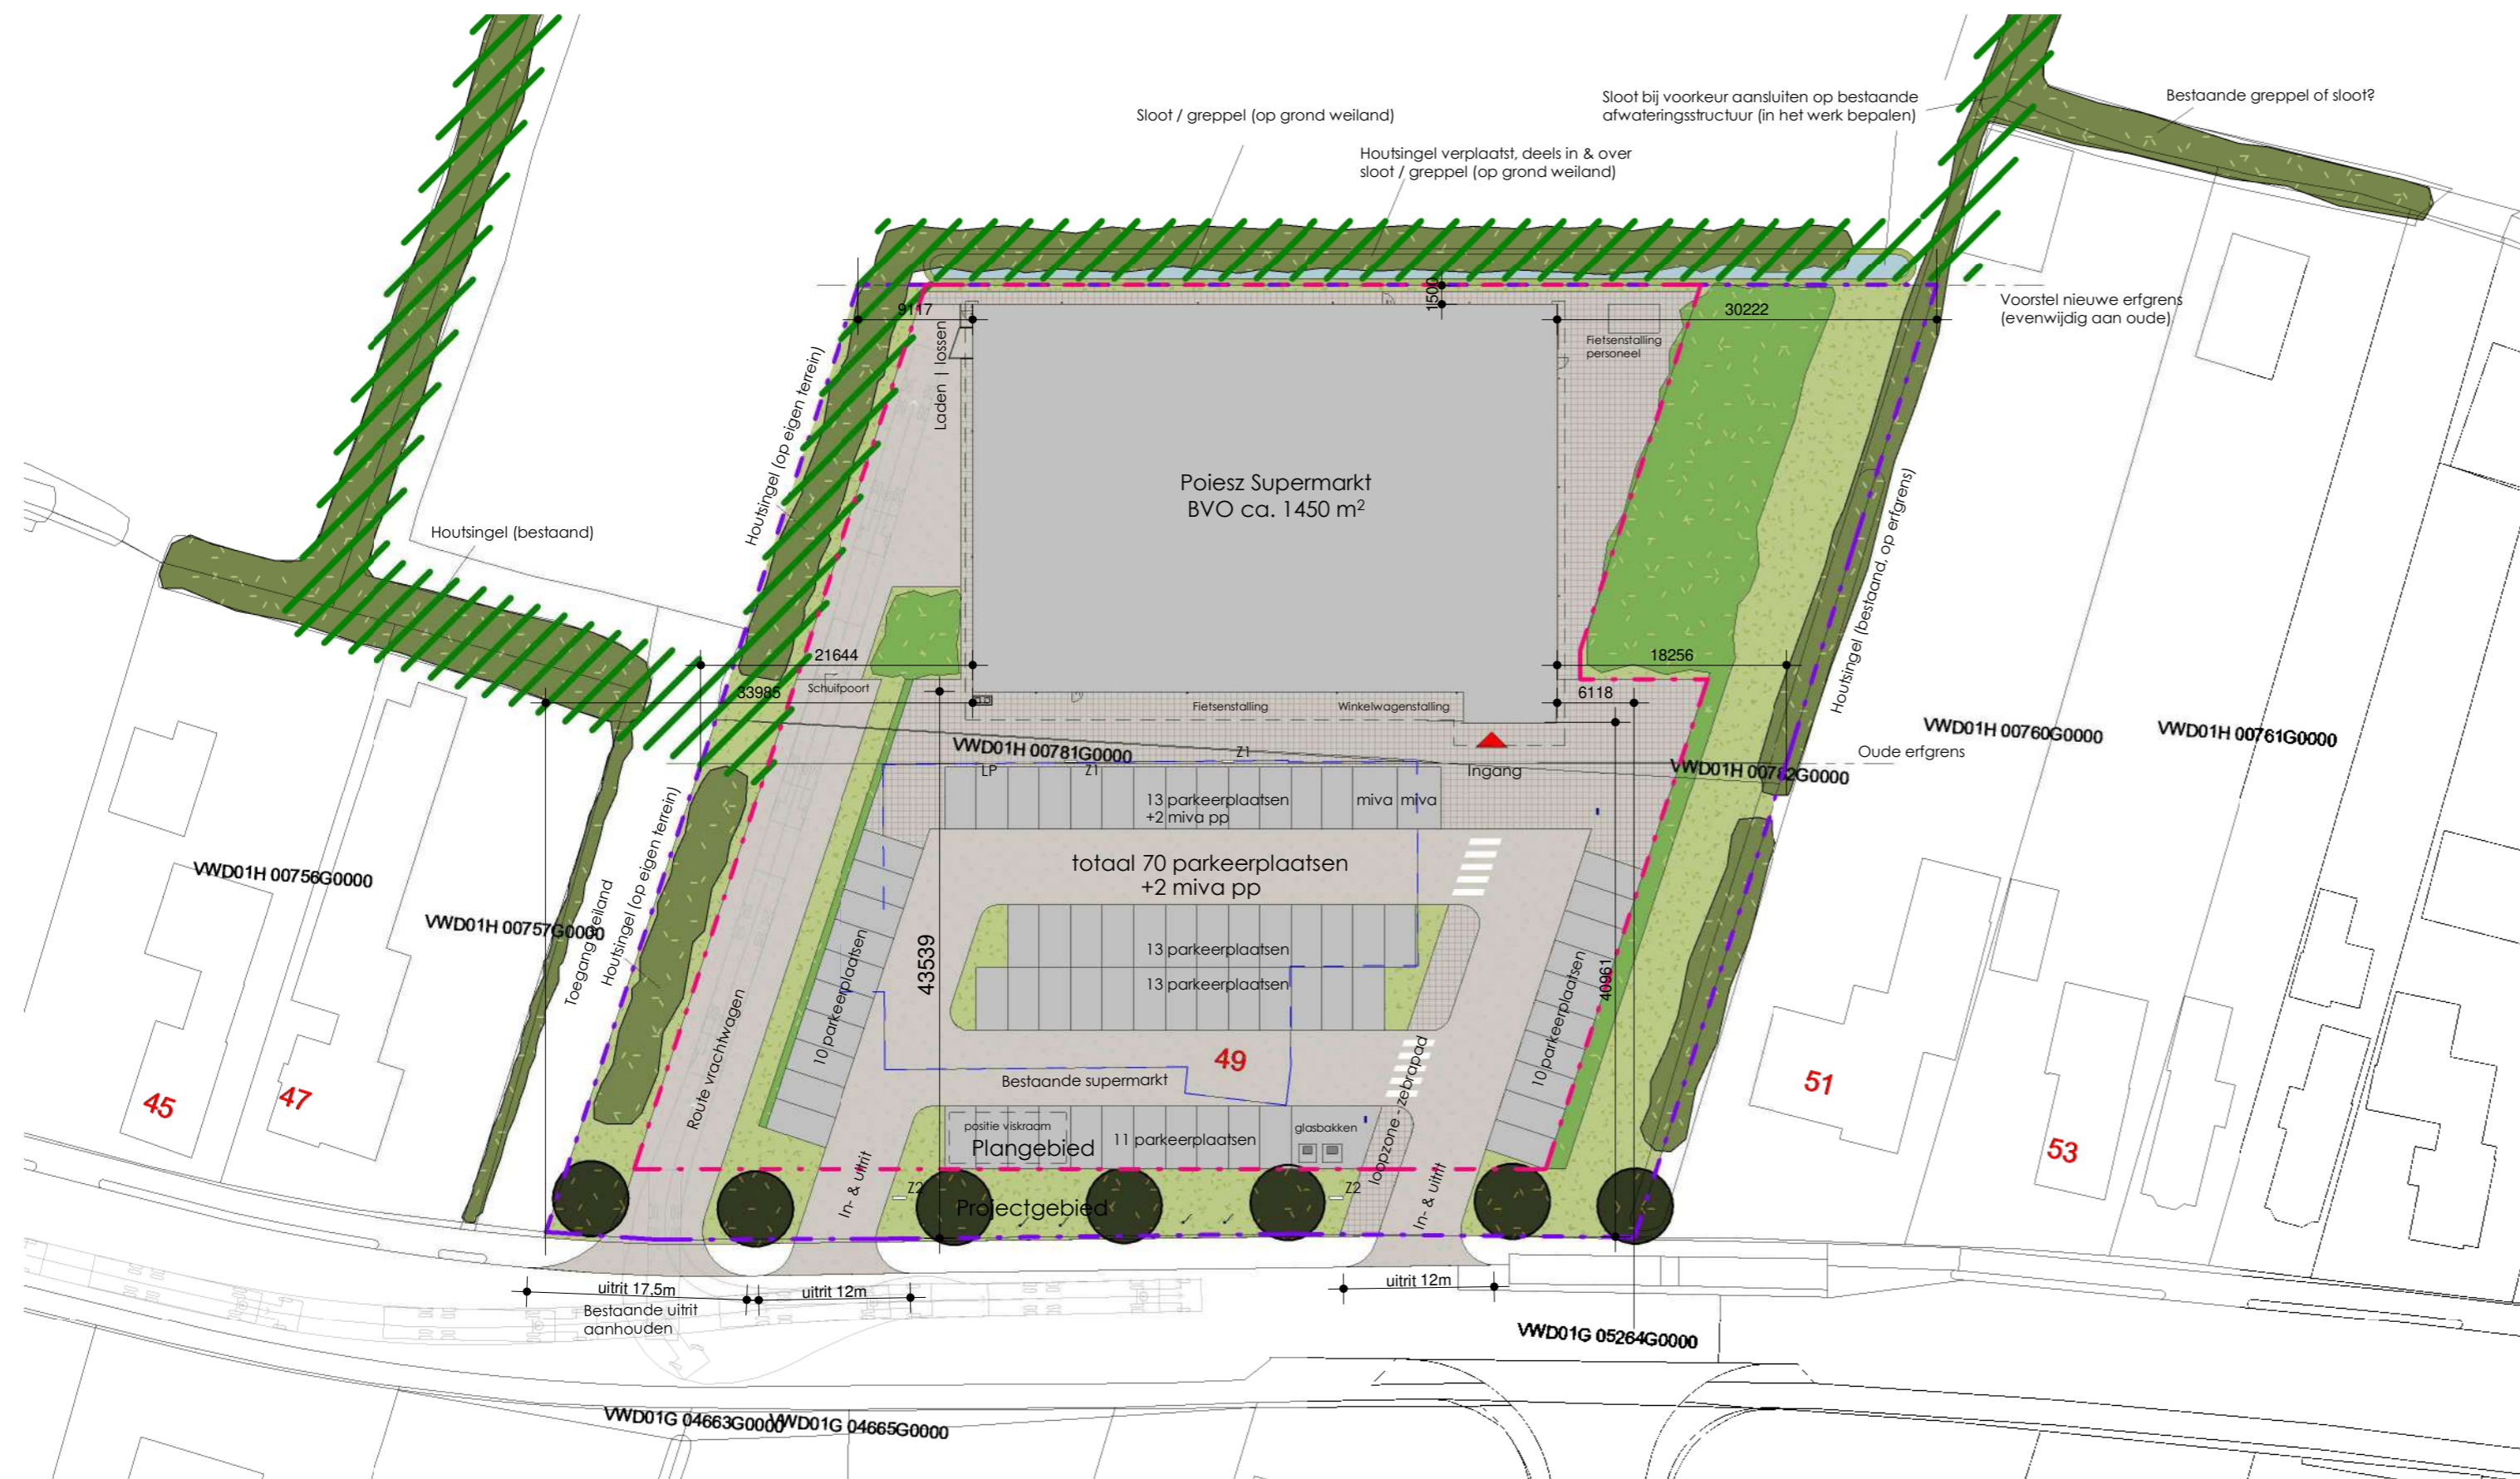 Sloot / greppel (op grond weiland)
Sloot bij voorkeur aansluiten op bestaande
afwateringsstructuur (in het werk bepalen)
Bestaande greppel of sloot?
Houtsingel verplaatst, deels in & over
sloot / greppel (op grond weiland)
Voorstel nieuwe erfgrens
(evenwijdig aan oude)
9117
1500
30222
Laden | lossen
Fietsenstalling
personeel
Houtsingel (op eigen terrein)
Poiesz Supermarkt
BVO ca. 1450 m²
Houtsingel (bestaand)
Houtsingel (bestaand, op erfgrens)
21644
18256
33985
Schuifpoort
6118
Fietsenstalling
Winkelwagenstalling
VWD01H 00781G0000
Z1
LP
Z1
Ingang
VWD01H 00782G0000
Oude erfgrens
VWD01H 00760G0000
VWD01H 00761G0000
13 parkeerplaatsen
+2 miva pp
miva
miva
totaal 70 parkeerplaatsen
+2 miva pp
VWD01H 00756G0000
VWD01H 00757G0000
Toegang weiland
Houtsingel (op eigen terrein)
10 parkeerplaatsen
43539
13 parkeerplaatsen
13 parkeerplaatsen
10 parkeerplaatsen
40961
Route vrachtwagen
49
Bestaande supermarkt
45
47
51
53
positie viskraam
Plangebied
11 parkeerplaatsen
glasbakken
loopzone - zebrapad
In- & uitrit
Z2
Projectgebied
Z2
In- & uitrit
uitrit 17.5m
uitrit 12m
uitrit 12m
Bestaande uitrit
aanhouden
VWD01G 05264G0000
VWD01G 04663G0000
VWD01G 04665G0000